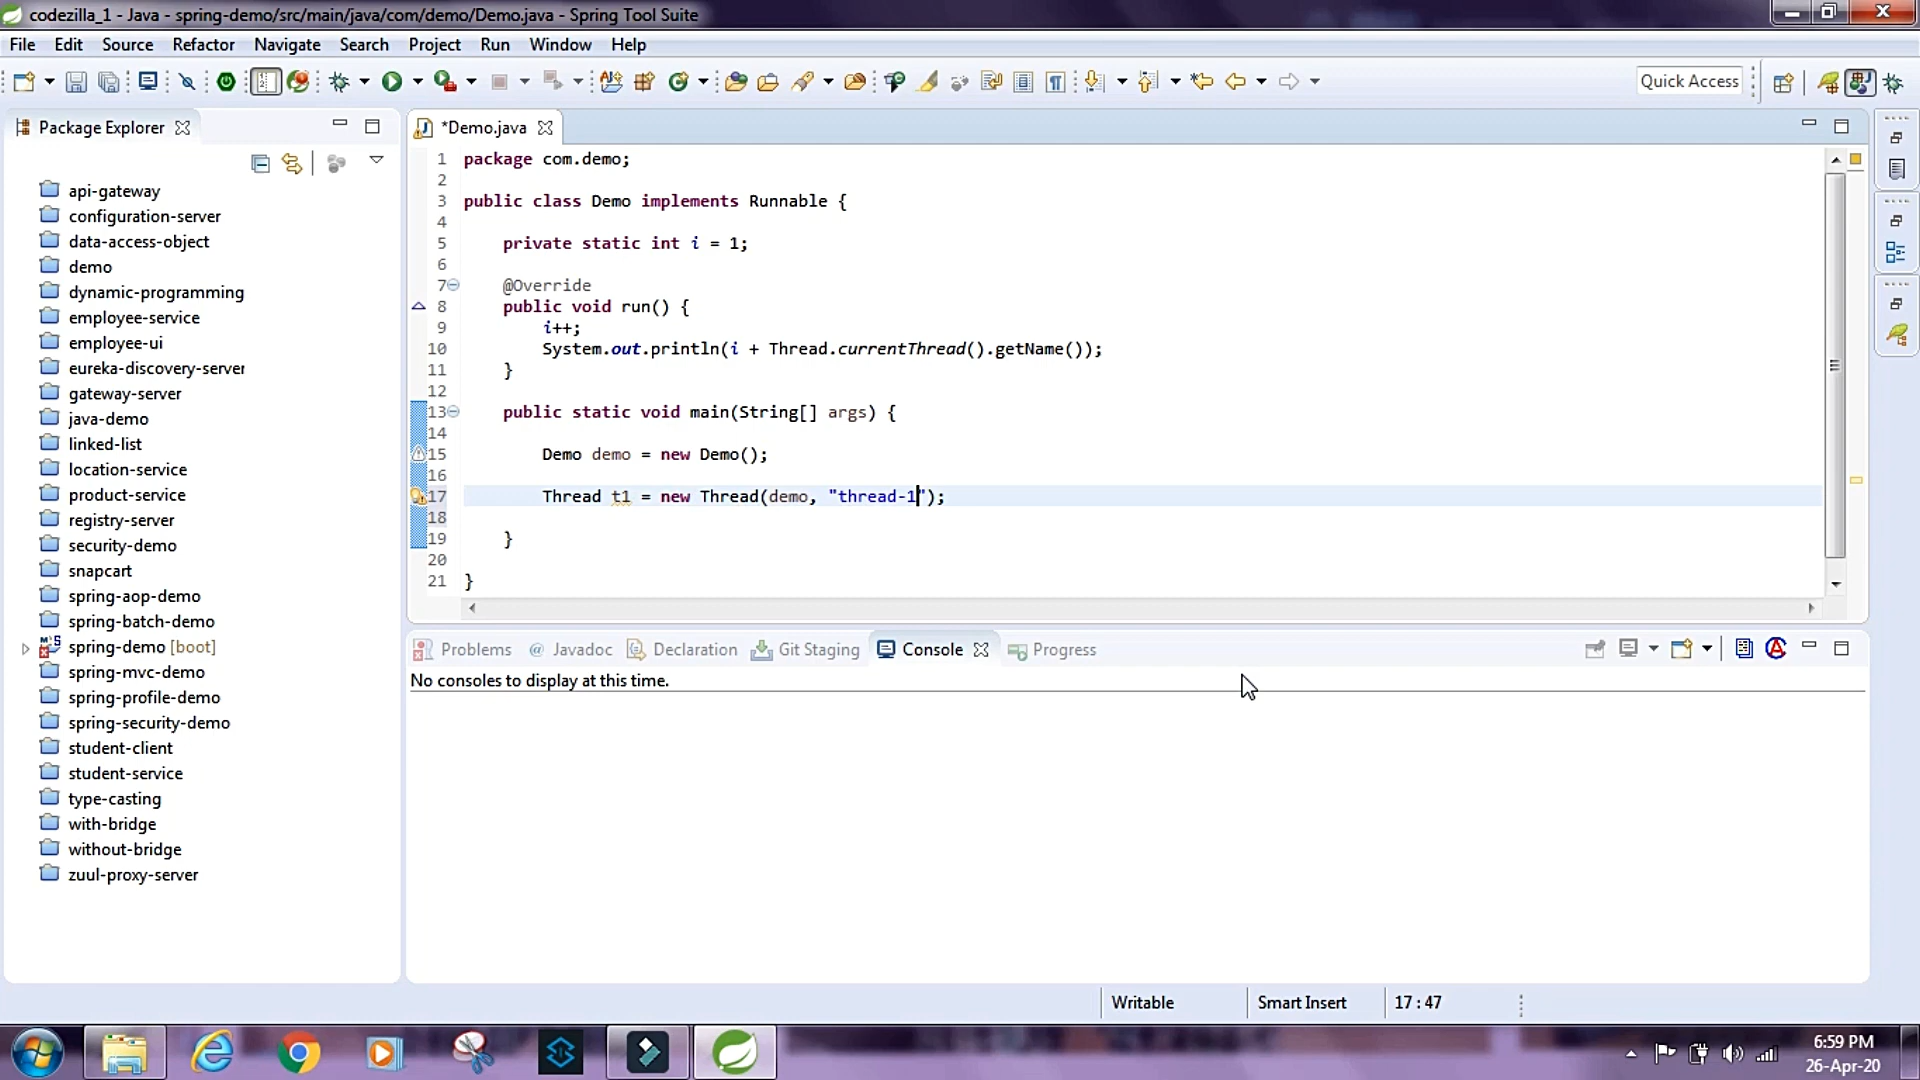 codezilla_1 - Java - spring-demo/src/main/java/com/demo/Demo.java - Spring Tool Suite
File Edit Source Refactor Navigate Search Project Run Window Help
Quick Access
Package Explorer
*Demo.java
api-gateway
configuration-server
data-access-object
demo
dynamic-programming
employee-service
employee-ui
eureka-discovery-server
gateway-server
java-demo
linked-list
location-service
product-service
registry-server
security-demo
snapcart
spring-aop-demo
spring-batch-demo
spring-demo [boot]
spring-mvc-demo
spring-profile-demo
spring-security-demo
student-client
student-service
type-casting
with-bridge
without-bridge
zuul-proxy-server
1 package com.demo;
2
3 public class Demo implements Runnable {
4
5 private static int i = 1;
6
7 @Override
8 public void run() {
9 i++;
10 System.out.println(i + Thread.currentThread().getName());
11 }
12
13 public static void main(String[] args) {
14
15 Demo demo = new Demo();
16
17 Thread t1 = new Thread(demo, "thread-1");
18
19 }
20
21 }
Problems @ Javadoc Declaration Git Staging Console Progress
No consoles to display at this time.
Writable Smart Insert 17 : 47
6:59 PM
26-Apr-20